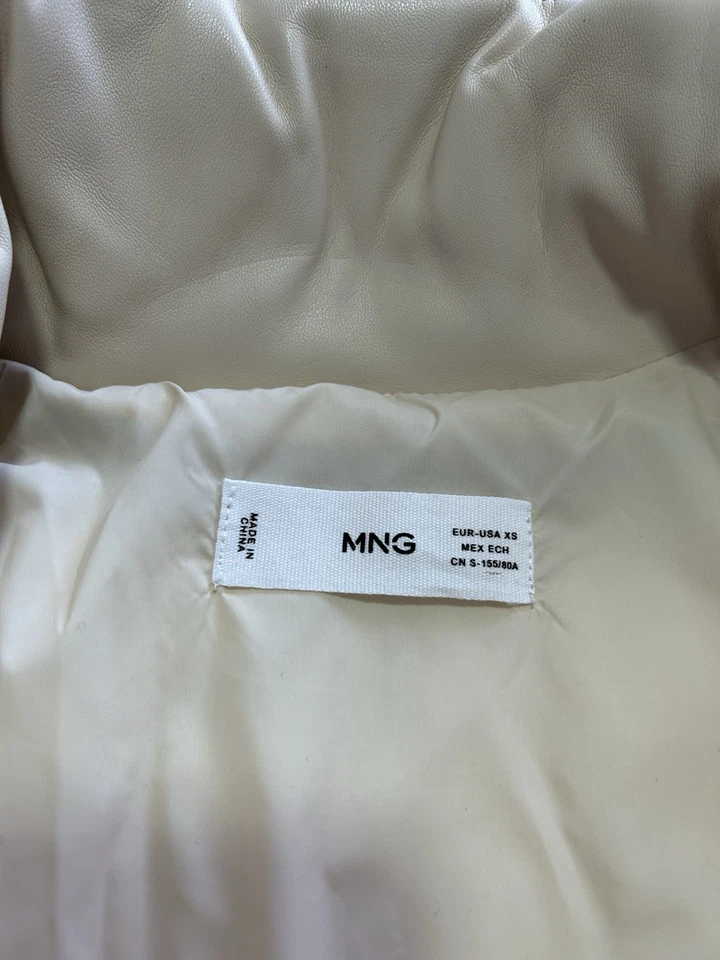 MADE IN
CHINA
MNG
EUR-USA XS
MEX ECH
CN S-155/80A